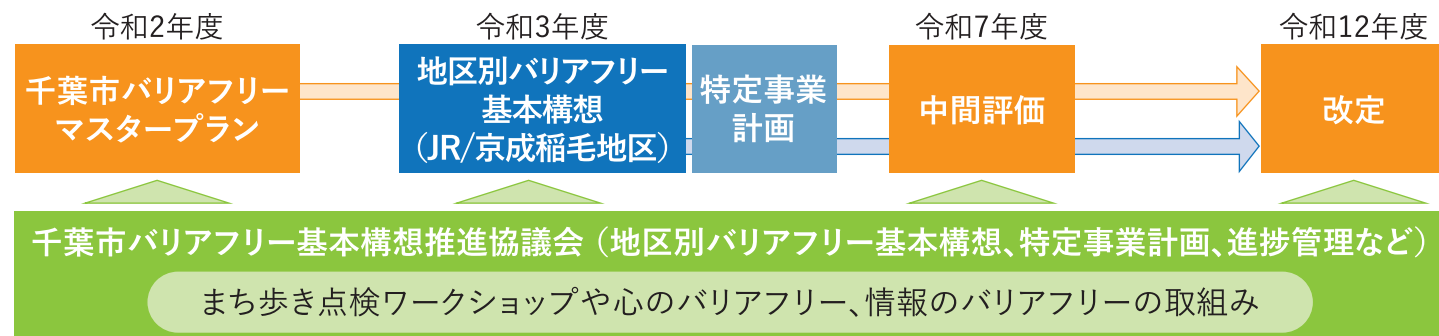 令和2年度
千葉市バリアフリー
マスタープラン
令和3年度
地区別バリアフリー
基本構想
（JR/京成稲毛地区）
特定事業
計画
令和7年度
中間評価
令和12年度
改定
千葉市バリアフリー基本構想推進協議会（地区別バリアフリー基本構想、特定事業計画、進捗管理など）
まち歩き点検ワークショップや心のバリアフリー、情報のバリアフリーの取組み